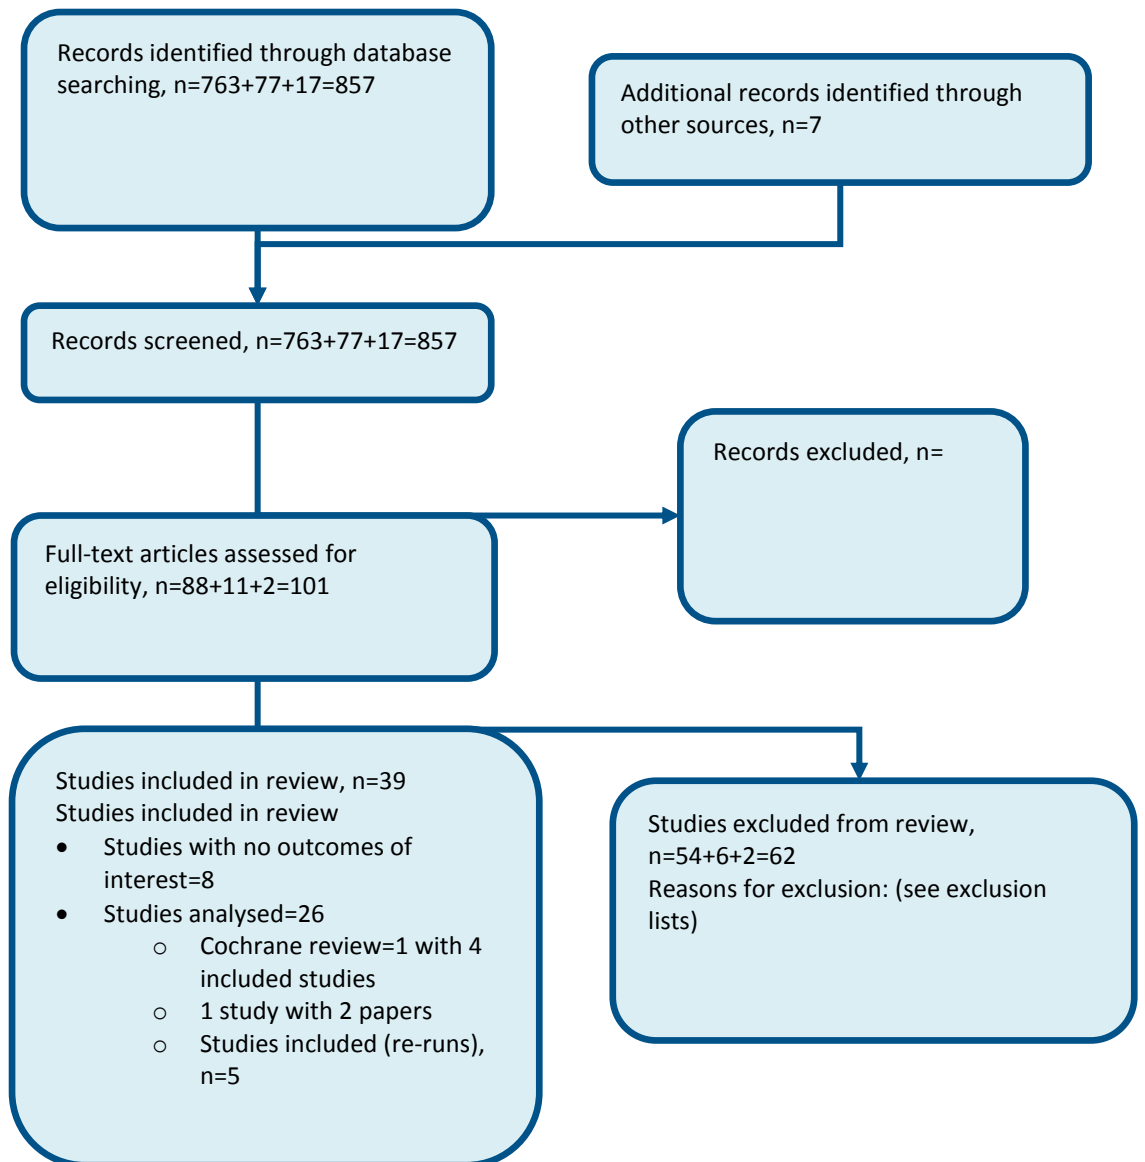 Records identified through database
searching, n=763+77+17=857
Additional records identified through
other sources, n=7
Records screened, n=763+77+17=857
Records excluded, n=
Full-text articles assessed for
eligibility, n=88+11+2=101
Studies included in review, n=39
Studies included in review
• Studies with no outcomes of
interest=8
• Studies analysed=26
o Cochrane review=1 with 4
included studies
o 1 study with 2 papers
o Studies included (re-runs),
n=5
Studies excluded from review,
n=54+6+2=62
Reasons for exclusion: (see exclusion
lists)